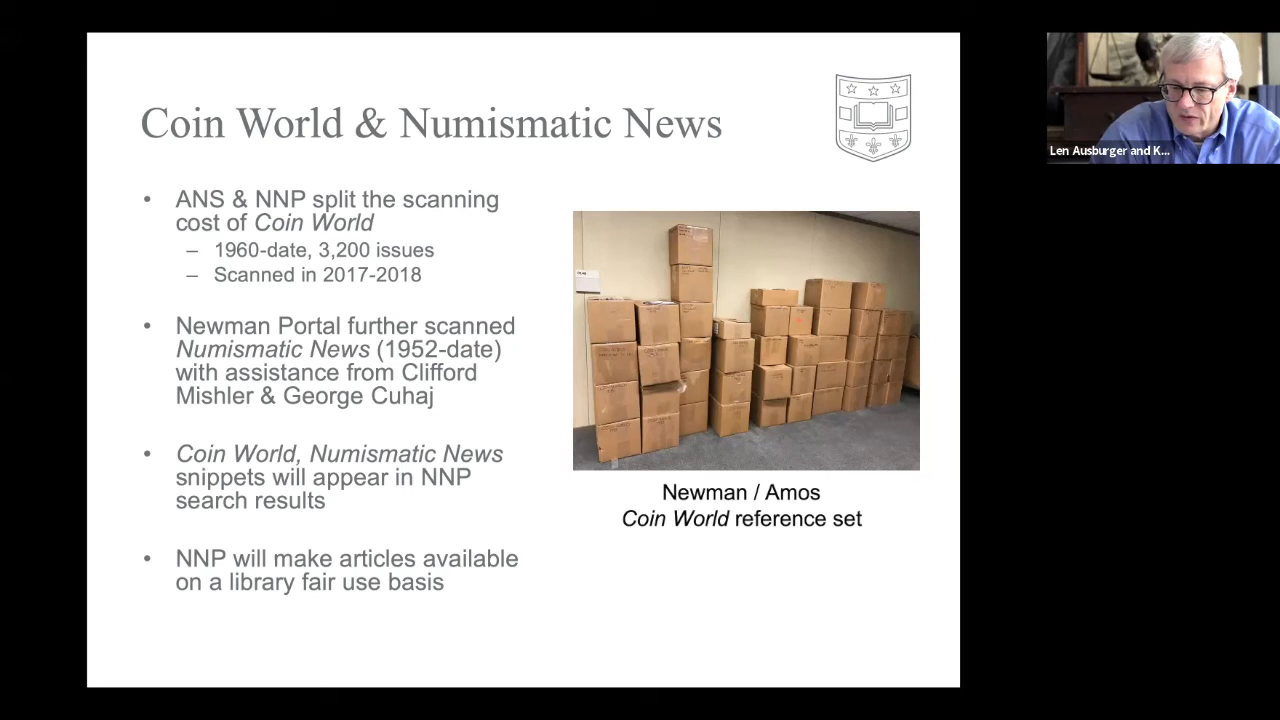 Coin World & Numismatic News
• ANS & NNP split the scanning
cost of Coin World
– 1960-date, 3,200 issues
– Scanned in 2017-2018
• Newman Portal further scanned
Numismatic News (1952-date)
with assistance from Clifford
Mishler & George Cuhaj
• Coin World, Numismatic News
snippets will appear in NNP
search results
• NNP will make articles available
on a library fair use basis
Newman / Amos
Coin World reference set
Len Ausburger and K...